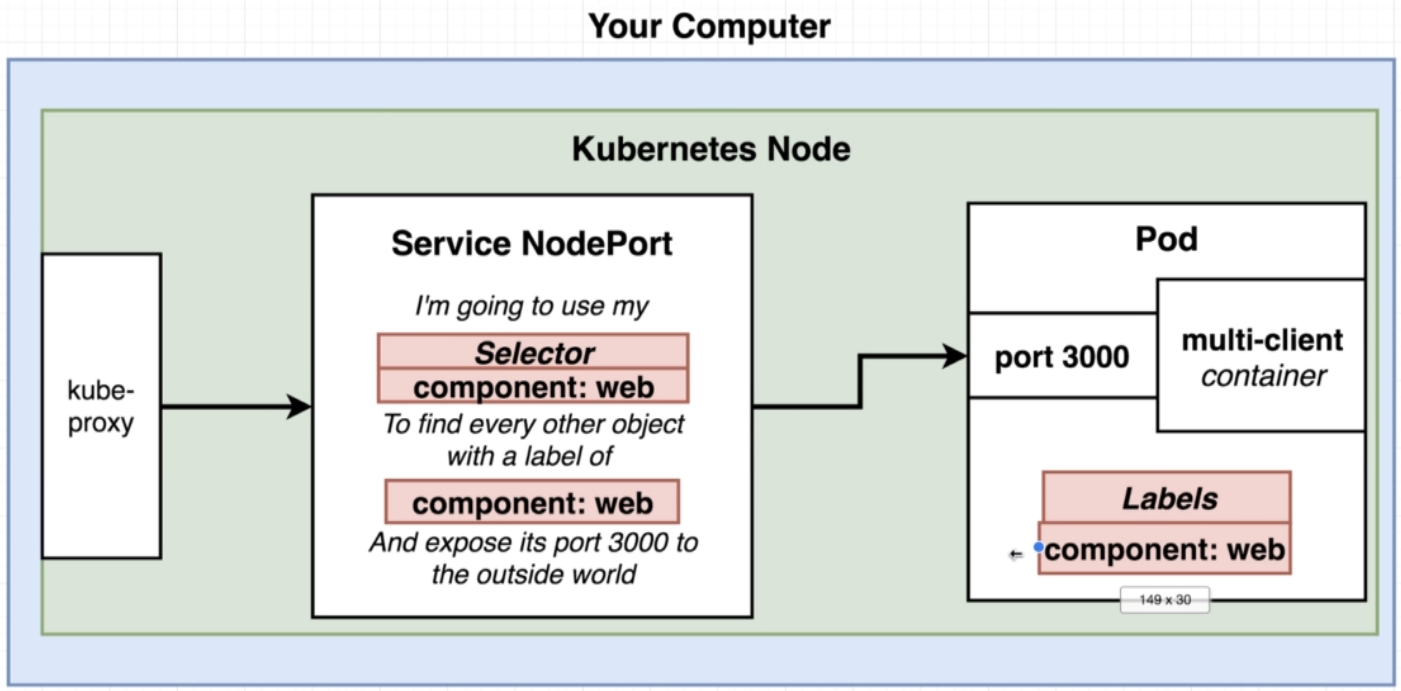 Your Computer
Kubernetes Node
kube-
proxy
Service NodePort
I'm going to use my
Selector
component: web
To find every other object
with a label of
component: web
And expose its port 3000 to
the outside world
Pod
port 3000
multi-client
container
Labels
component: web
149 x 30